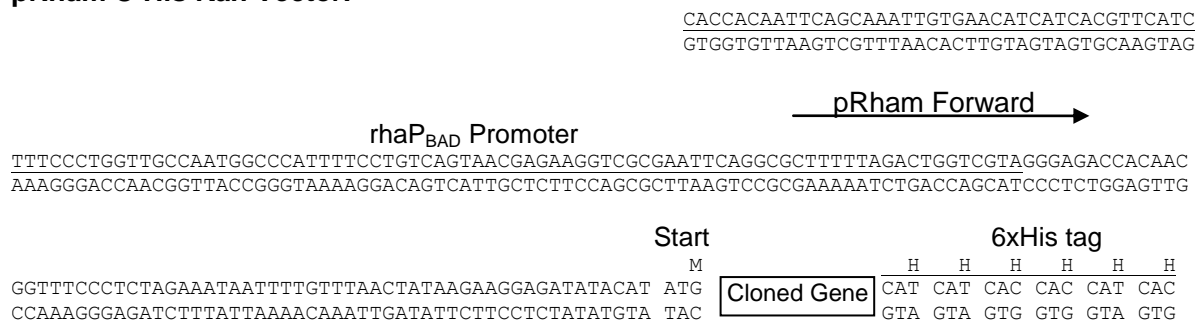 pRham C-His Kan Vector:
CACCACAATTCAGCAAATTGTGAACATCATCACGTTCATC
GTGGTGTTAAGTCGTTTAACACTTGTAGTAGTGCAAGTAG
pRham Forward
rhaPBAD Promoter
TTTCCCTGGTTGCCAATGGCCCATTTTCCTGTCAGTAACGAGAAGGTCGCGAATTCAGGCGCTTTTTAGACTGGTCGTAGGGAGACCACAAC
AAAGGGACCAACGGTTACCGGGTAAAAGGACAGTCATTGCTCTTCCAGCGCTTAAGTCCGCGAAAAATCTGACCAGCATCCCTCTGGAGTTG
Start 6xHis tag
M H H H H H H
GGTTTCCCTCTAGAAATAATTTTGTTTAACTATAAGAAGGAGATATACAT ATG Cloned Gene CAT CAT CAC CAC CAT CAC
CCAAAGGGAGATCTTTATTAAAACAAATTGATATTCTTCCTCTATATGTA TAC GTA GTA GTG GTG GTA GTG